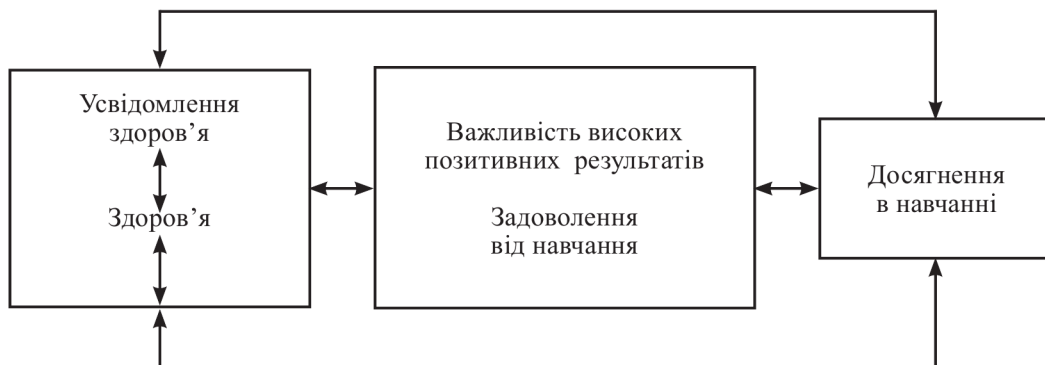 Усвідомлення
здоров’я
Здоров’я
Важливість високих
позитивних результатів
Задоволення
від навчання
Досягнення
в навчанні